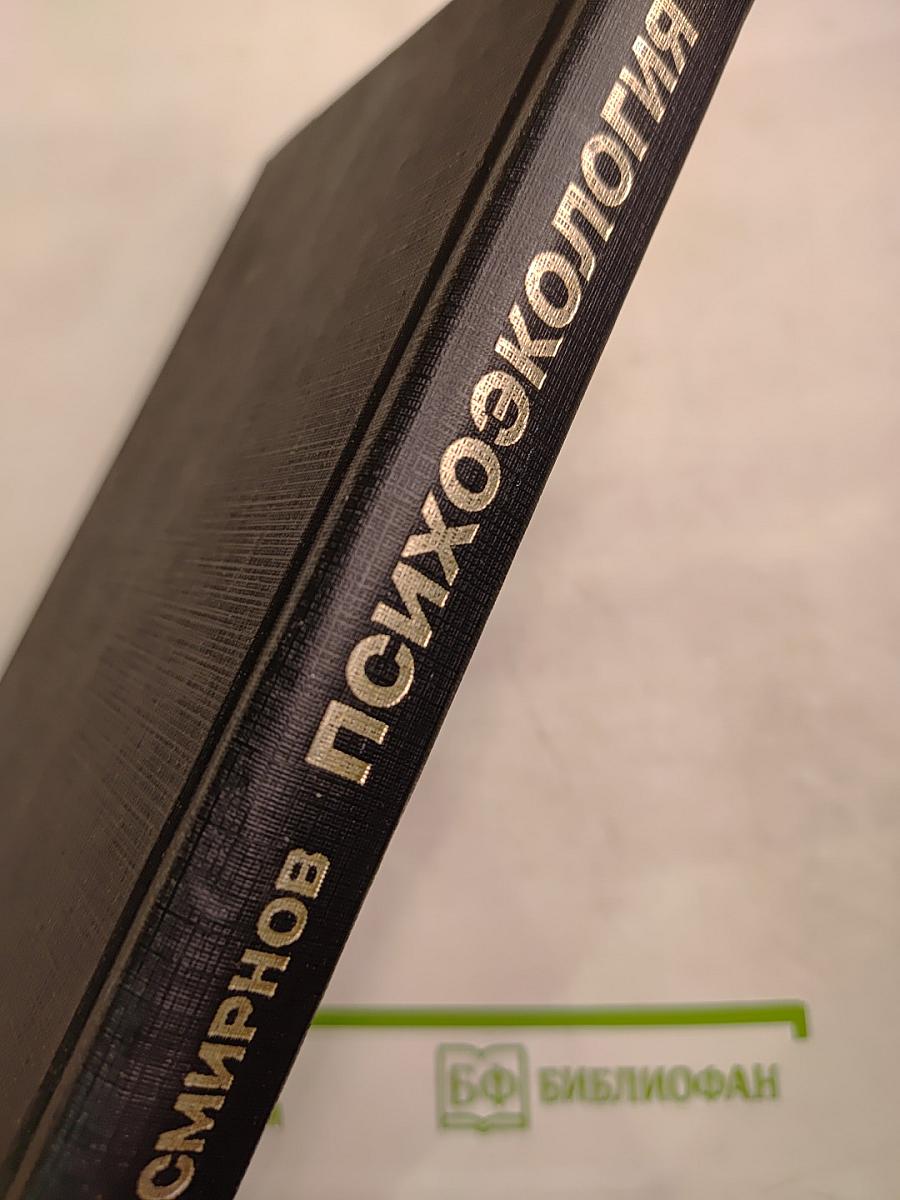 СМИРНОВ ПСИХОЭКОЛОГИЯ
БФ БИБЛИОФАН